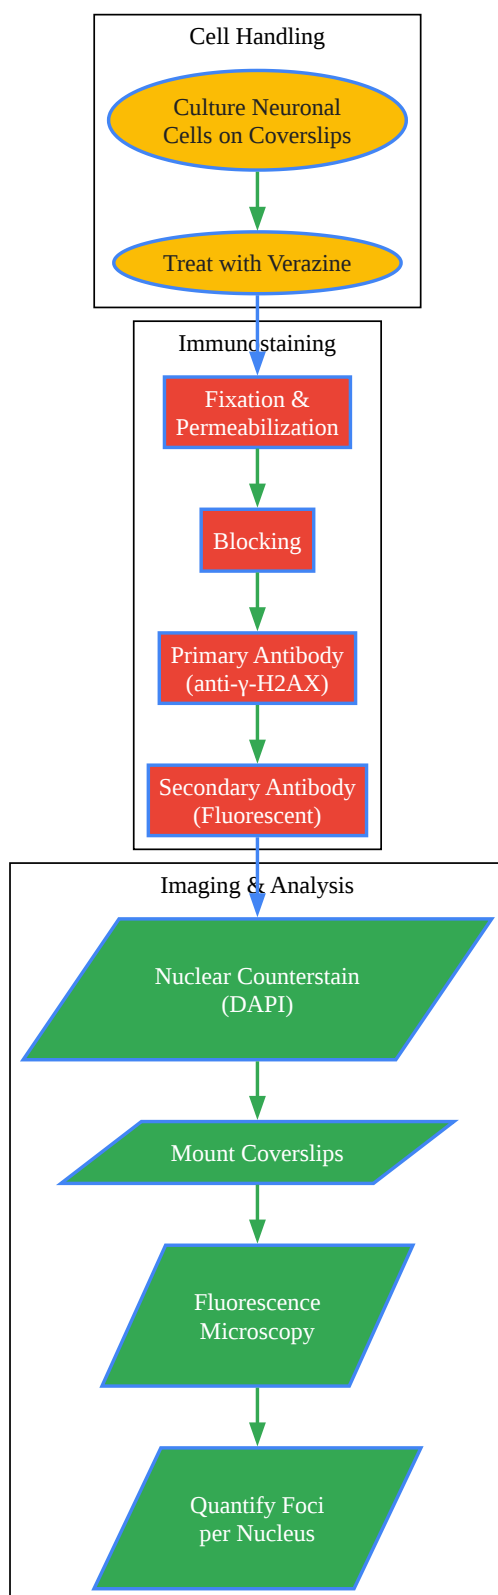 Cell Handling
Culture Neuronal
Cells on Coverslips
Treat with Verazine
Immunostaining
Fixation &
Permeabilization
Blocking
Primary Antibody
(anti-γ-H2AX)
Secondary Antibody
(Fluorescent)
Imaging & Analysis
Nuclear Counterstain
(DAPI)
Mount Coverslips
Fluorescence
Microscopy
Quantify Foci
per Nucleus